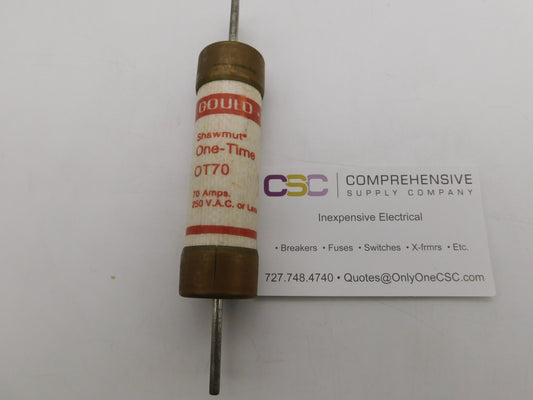 GOULD
Shawmut®
One-Time
OT70
70 Amps.
250 V.A.C. or Less
CSC COMPREHENSIVE
SUPPLY COMPANY
Inexpensive Electrical
• Breakers • Fuses • Switches • X-frmrs • Etc.
727.748.4740 • Quotes@OnlyOneCSC.com